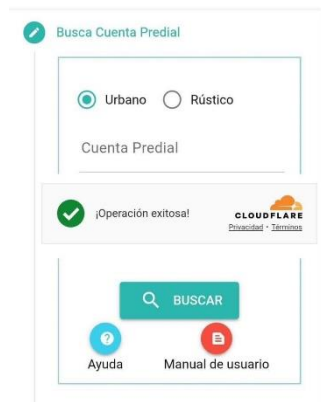 Busca Cuenta Predial
Urbano Rústico
Cuenta Predial
¡Operación exitosa!
CLOUDFLARE
Privacidad • Términos
BUSCAR
Ayuda Manual de usuario